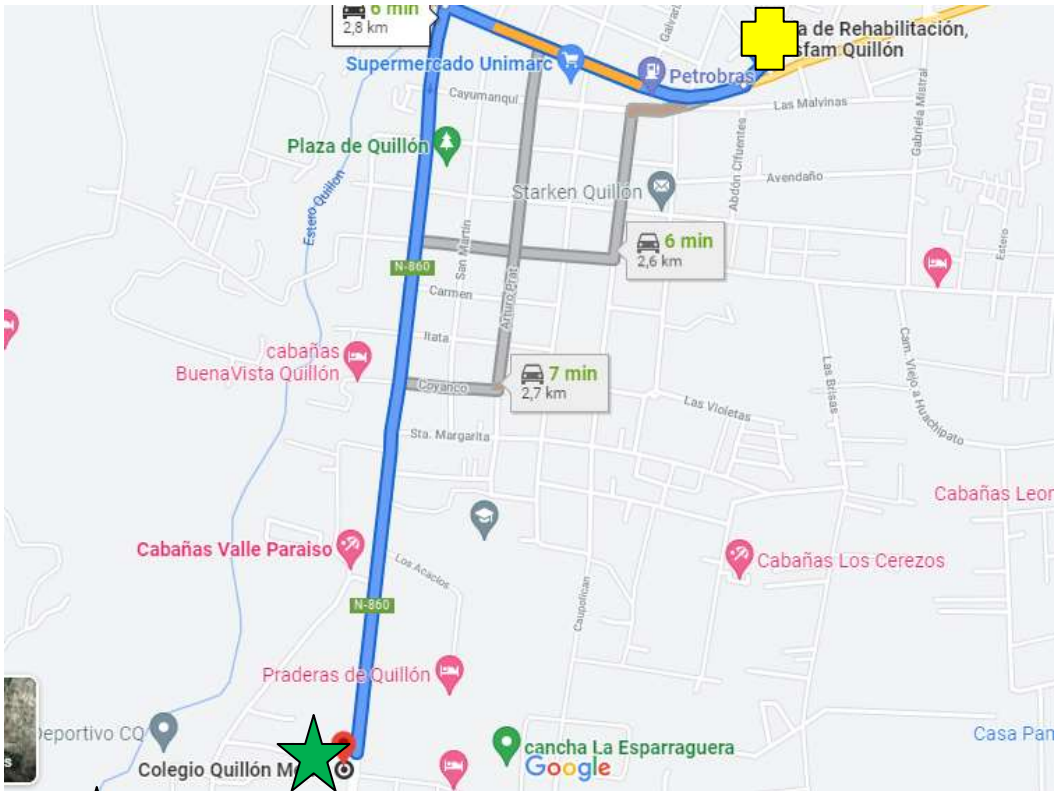 6 min
2,8 km
a de Rehabilitación,
sfam Quillón
Supermercado Unimarc
Petrobras
Cayumanqui
Las Malvinas
Gabriela Mistral
Plaza de Quillón
Abdón Cifuentes
Avendaño
Starken Quillón
Estero Quillon
San Martín
6 min
2,6 km
Estero
N-860
Carmen
Arturo Prat
Itata
cabañas
BuenaVista Quillón
7 min
2,7 km
Coyanco
Las Violetas
Las Brisas
Cam. Viejo a Huachipato
Sta. Margarita
Cabañas Leor
Cabañas Valle Paraiso
Los Acacios
Cabañas Los Cerezos
N-860
Caupolican
Praderas de Quillón
Deportivo CQ
cancha La Esparraguera
Casa Pan
s
Colegio Quillón M
Google